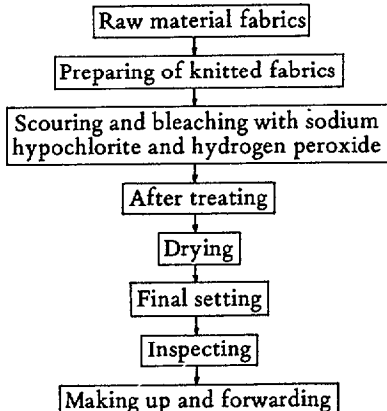 Raw material fabrics
Preparing of knitted fabrics
Scouring and bleaching with sodium
hypochlorite and hydrogen peroxide
After treating
Drying
Final setting
Inspecting
Making up and forwarding